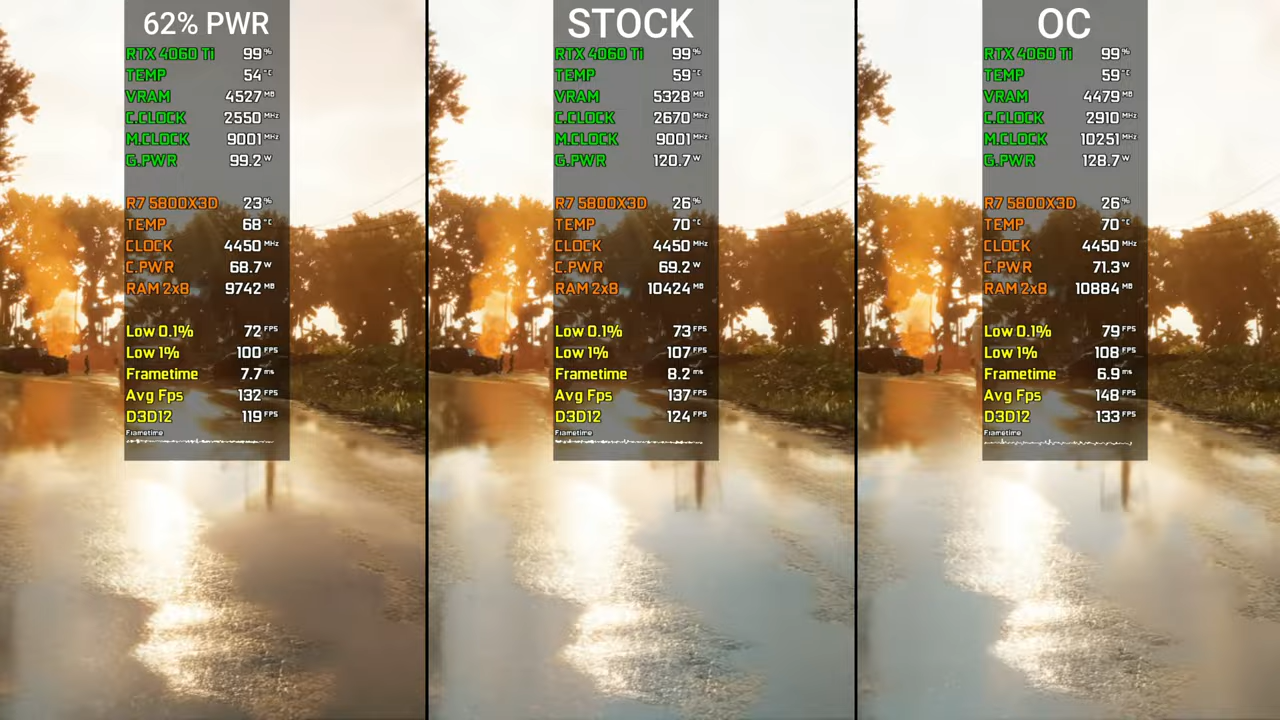 62% PWR
RTX 4060 Ti 99%
TEMP 54°C
VRAM 4527 MB
C.CLOCK 2550 MHz
M.CLOCK 9001 MHz
G.PWR 99.2 W
R7 5800X3D 23%
TEMP 68°C
CLOCK 4450 MHz
C.PWR 68.7 W
RAM 2x8 9742 MB
Low 0.1% 72 FPS
Low 1% 100 FPS
Frametime 7.7 ms
Avg Fps 132 FPS
D3D12 119 FPS
Frametime
STOCK
RTX 4060 Ti 99%
TEMP 59°C
VRAM 5328 MB
C.CLOCK 2670 MHz
M.CLOCK 9001 MHz
G.PWR 120.7 W
R7 5800X3D 26%
TEMP 70°C
CLOCK 4450 MHz
C.PWR 69.2 W
RAM 2x8 10424 MB
Low 0.1% 73 FPS
Low 1% 107 FPS
Frametime 8.2 ms
Avg Fps 137 FPS
D3D12 124 FPS
Frametime
OC
RTX 4060 Ti 99%
TEMP 59°C
VRAM 4479 MB
C.CLOCK 2910 MHz
M.CLOCK 10251 MHz
G.PWR 128.7 W
R7 5800X3D 26%
TEMP 70°C
CLOCK 4450 MHz
C.PWR 71.3 W
RAM 2x8 10884 MB
Low 0.1% 79 FPS
Low 1% 108 FPS
Frametime 6.9 ms
Avg Fps 148 FPS
D3D12 133 FPS
Frametime